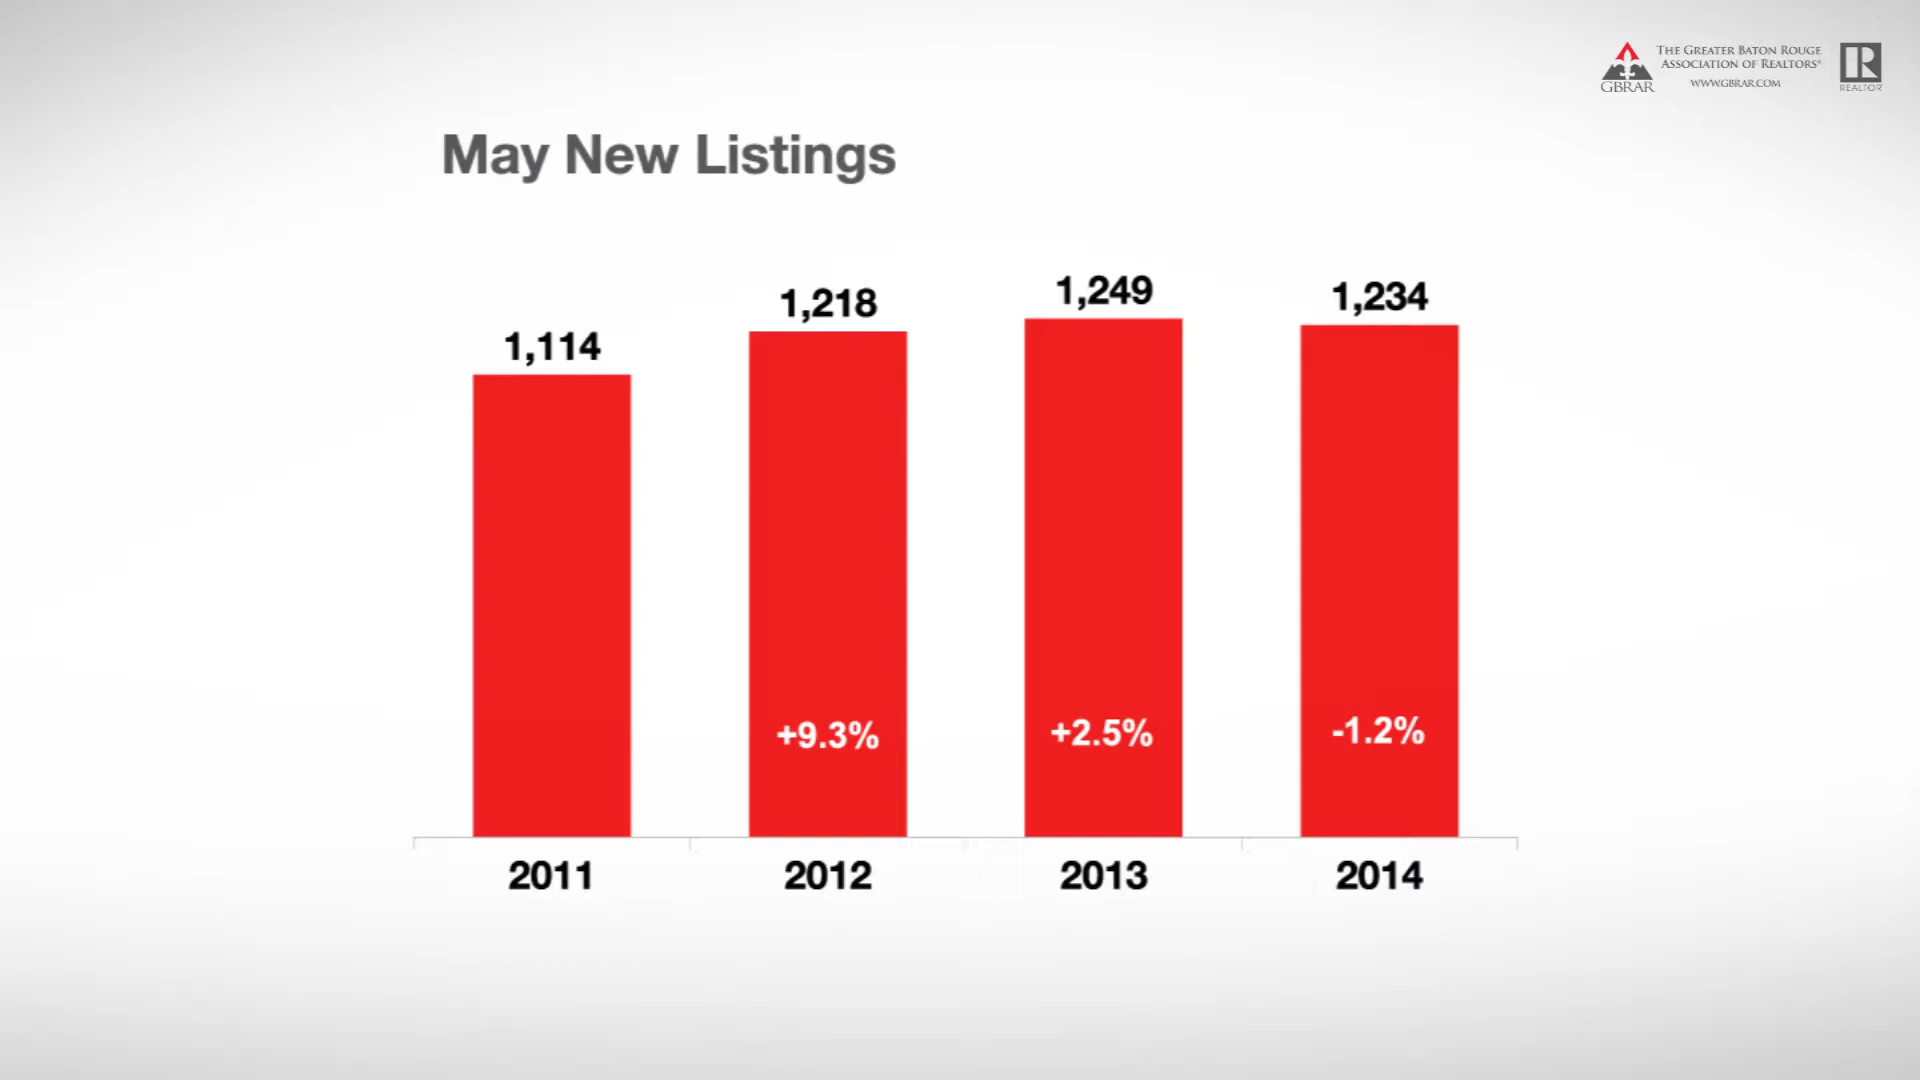 THE GREATER BATON ROUGE
ASSOCIATION OF REALTORS®
WWW.GBRAR.COM
GBRAR
REALTOR®
May New Listings
1,114
1,218
1,249
1,234
+9.3%
+2.5%
-1.2%
2011
2012
2013
2014